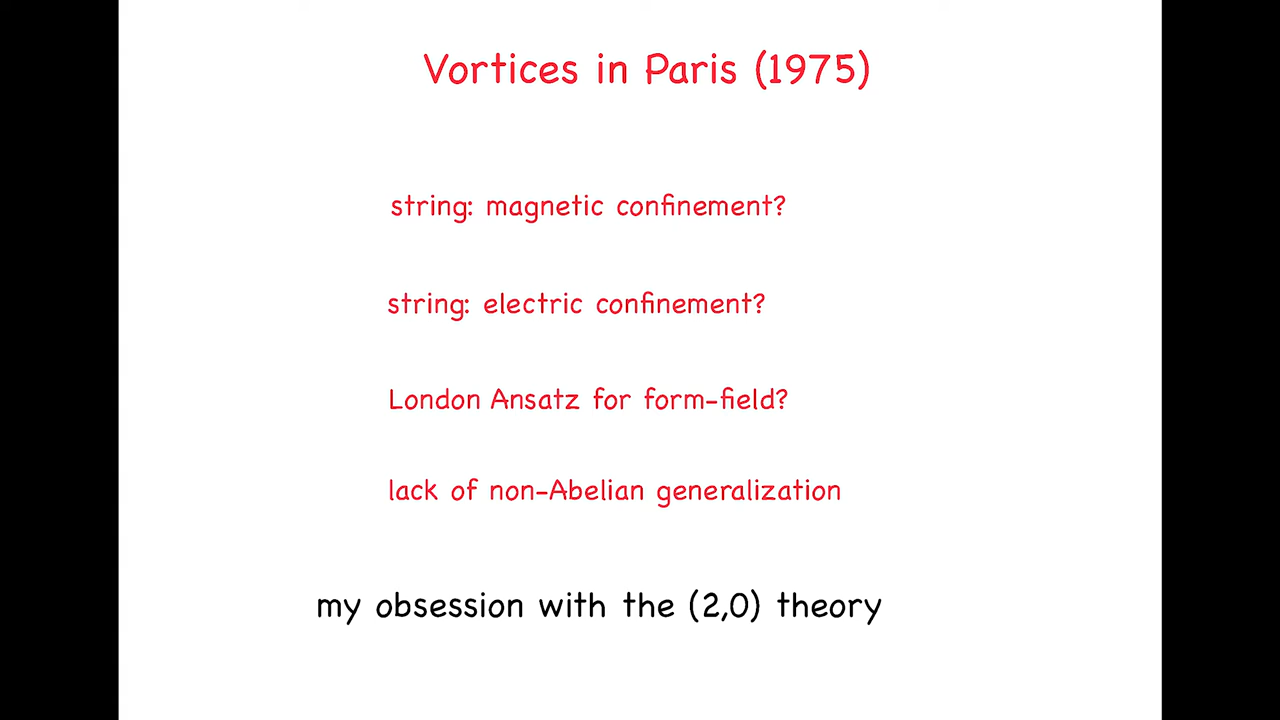 Vortices in Paris (1975)
string: magnetic confinement?
string: electric confinement?
London Ansatz for form-field?
lack of non-Abelian generalization
my obsession with the (2,0) theory